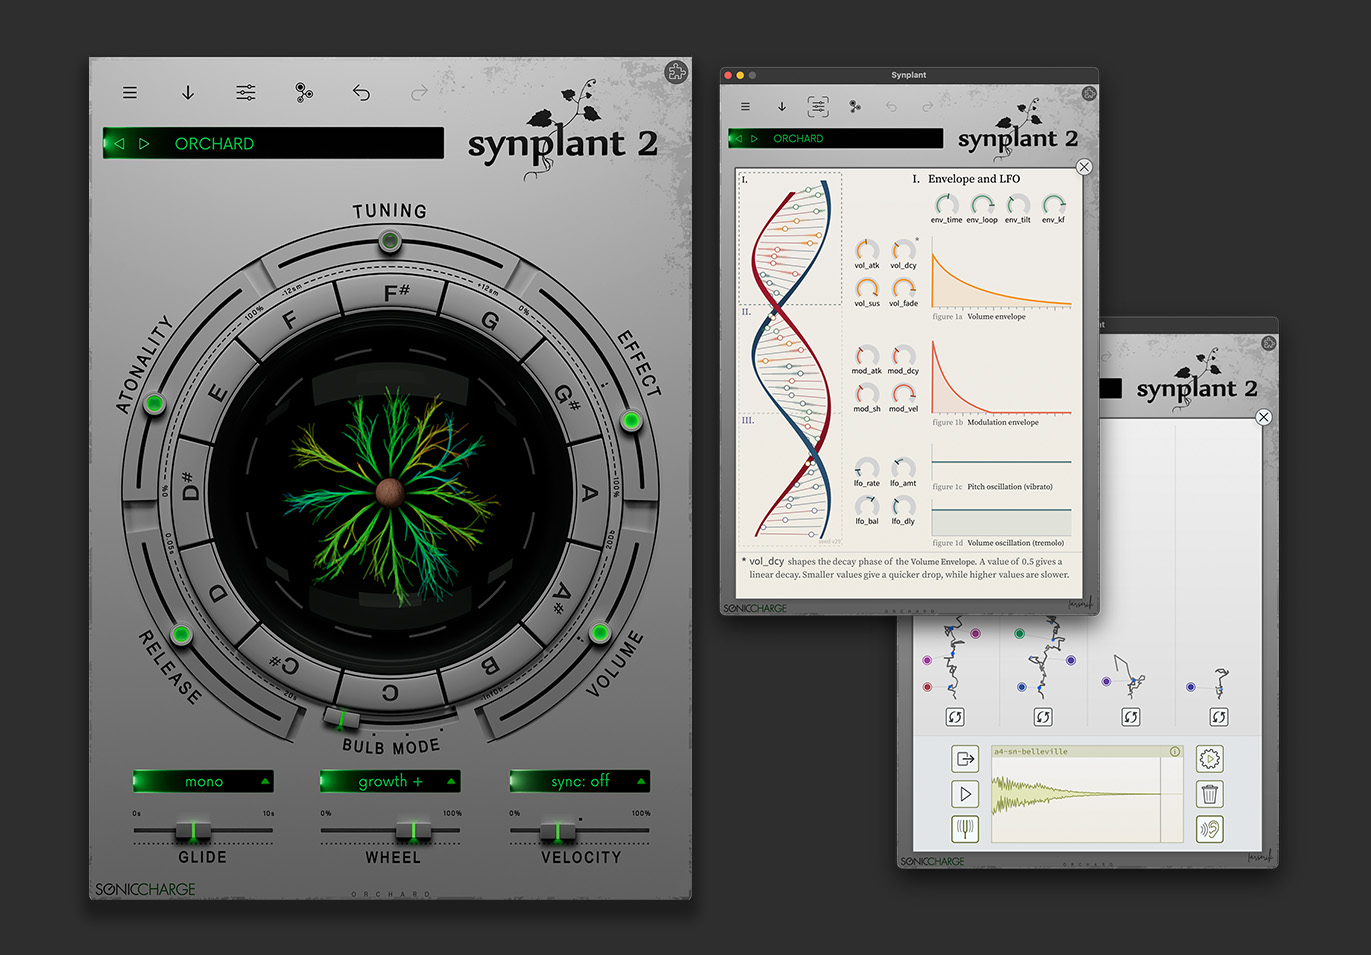 ORCHARD
synplant 2
TUNING
-12sm
+12sm
ATONALITY
100%
0%
EFFECT
0%
100%
RELEASE
0.05s
20s
VOLUME
20Db
-InfDb
F#
G
G#
A
A#
B
C
C#
D
D#
E
F
BULB MODE
mono
growth +
sync: off
0s
10s
0%
100%
0%
100%
GLIDE
WHEEL
VELOCITY
SONICCHARGE
ORCHARD
Synplant
ORCHARD
synplant 2
I.
II.
III.
I. Envelope and LFO
env_time
env_loop
env_tilt
env_kf
vol_atk
vol_dcy
*
vol_sus
vol_fade
figure 1a Volume envelope
mod_atk
mod_dcy
mod_sh
mod_vel
figure 1b Modulation envelope
lfo_rate
lfo_amt
figure 1c Pitch oscillation (vibrato)
lfo_bal
lfo_dly
figure 1d Volume oscillation (tremolo)
* vol_dcy shapes the decay phase of the Volume Envelope. A value of 0.5 gives a
linear decay. Smaller values give a quicker drop, while higher values are slower.
SONICCHARGE
ORCHARD
nt
synplant 2
a4-sn-belleville
SONICCHARGE
ORCHARD